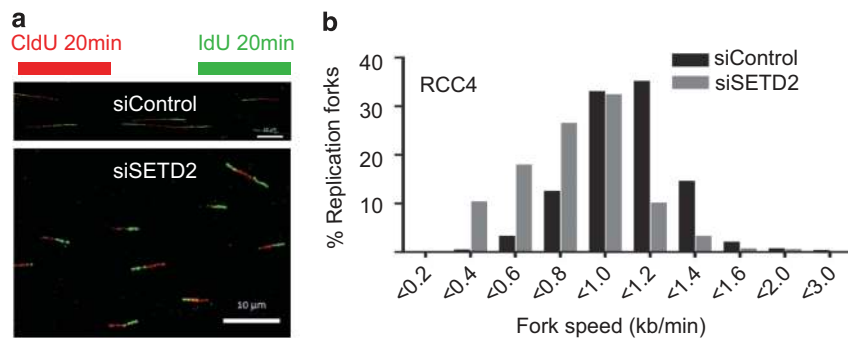 a
CldU 20min
IdU 20min
siControl
siSETD2
10 µm
b
% Replication forks
40
30
20
10
RCC4
siControl
siSETD2
<0.2
<0.4
<0.6
<0.8
<1.0
<1.2
<1.4
<1.6
<2.0
<3.0
Fork speed (kb/min)